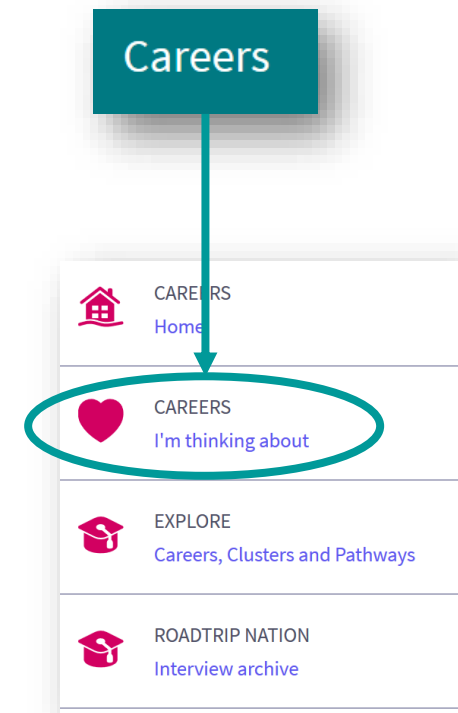 Careers
CAREERS
Home
CAREERS
I'm thinking about
EXPLORE
Careers, Clusters and Pathways
ROADTRIP NATION
Interview archive